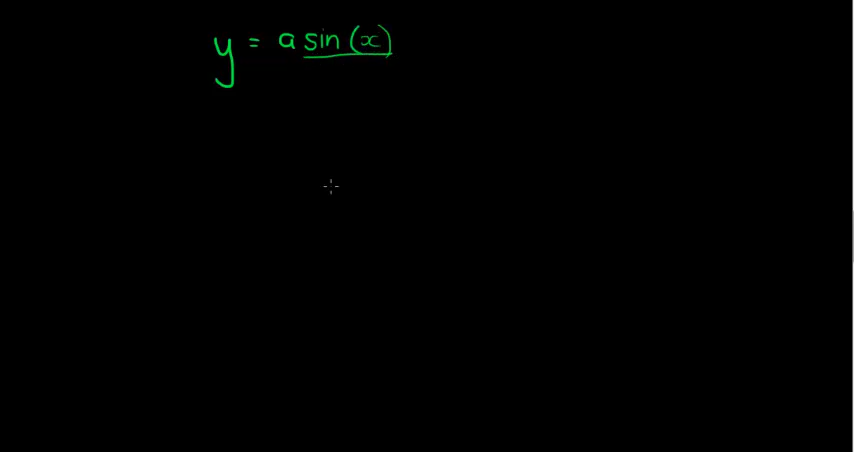 y = a sin(x)